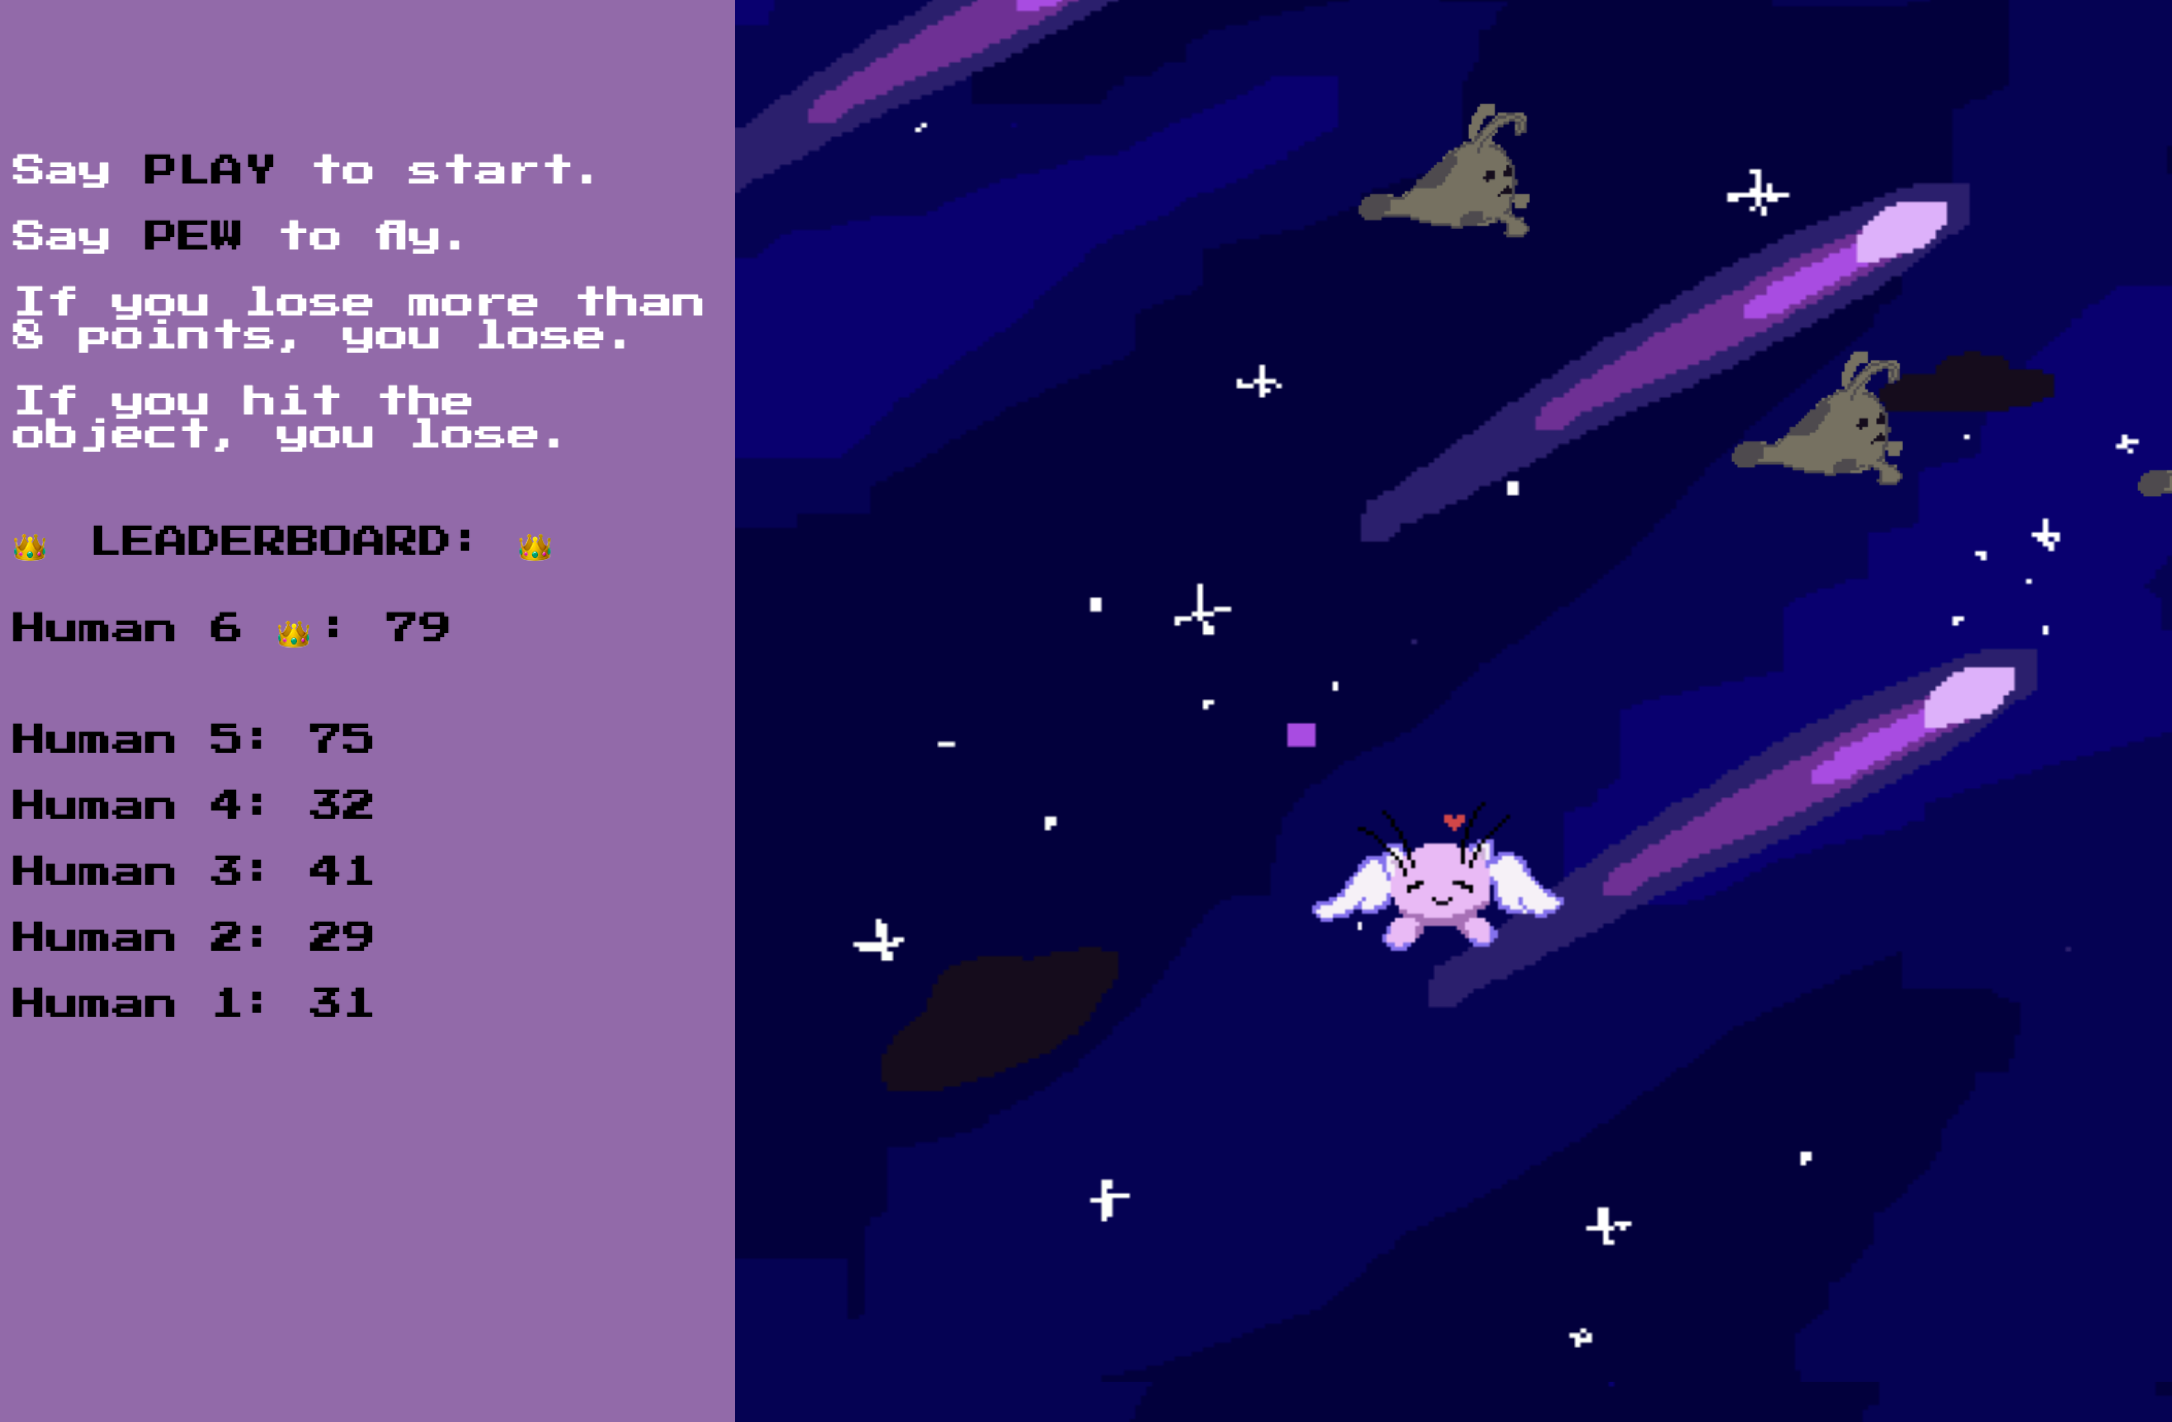 Say PLAY to start.
Say PEW to fly.
If you lose more than
8 points, you lose.
If you hit the
object, you lose.
👑 LEADERBOARD: 👑
Human 6 👑: 79
Human 5: 75
Human 4: 32
Human 3: 41
Human 2: 29
Human 1: 31